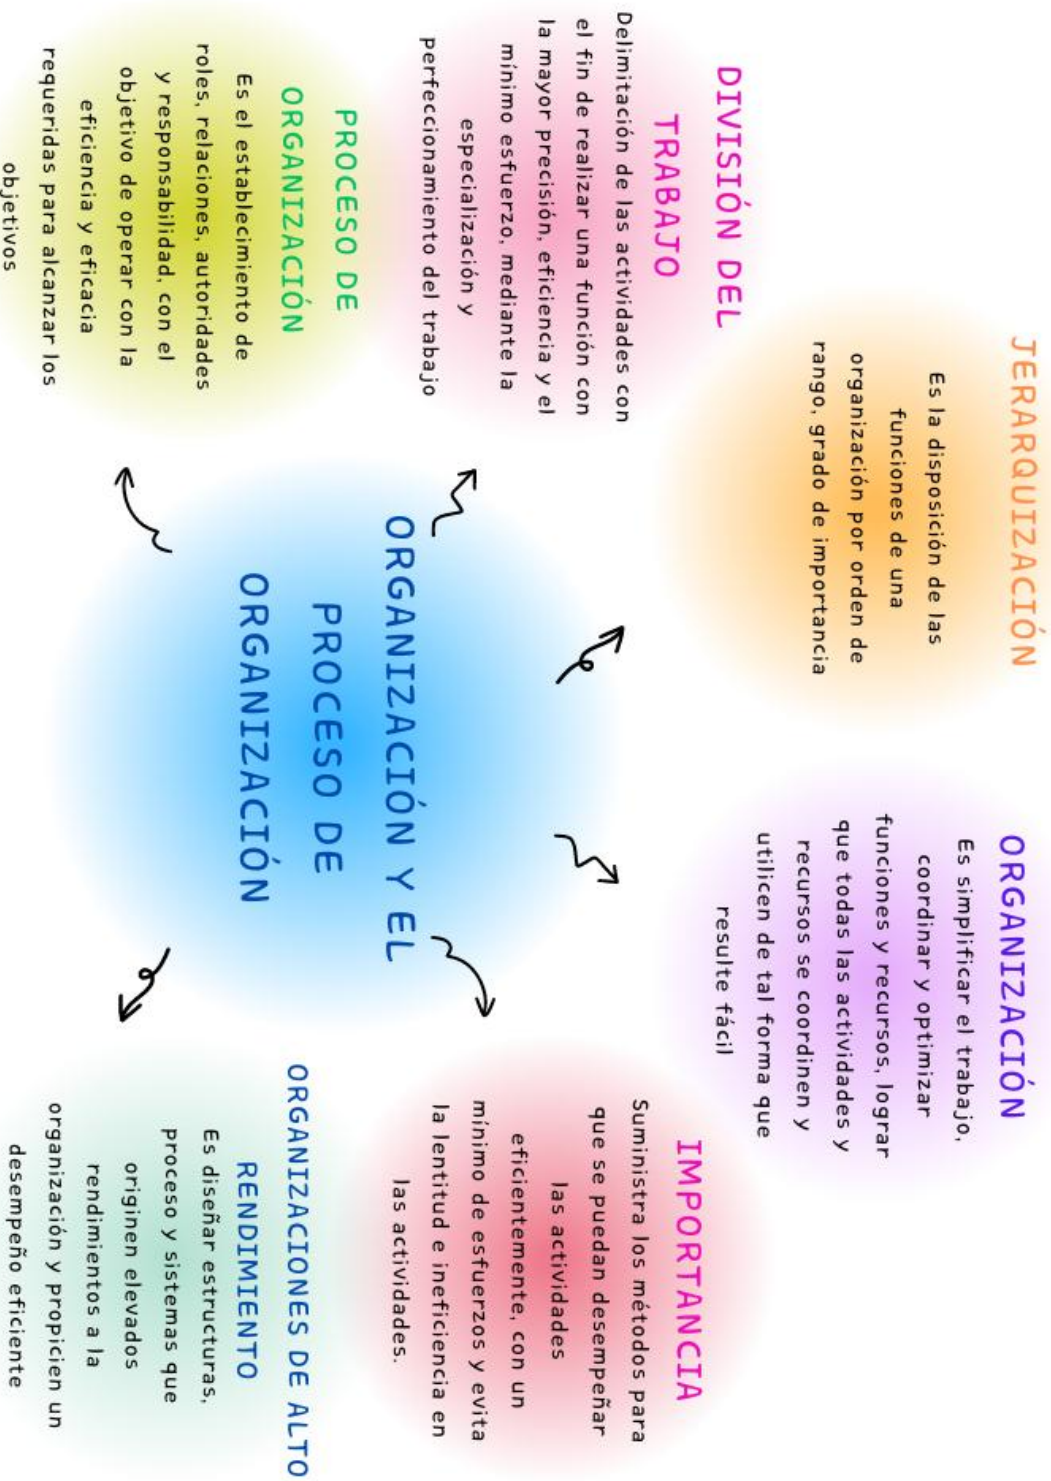 JERARQUIZACIÓN
Es la disposición de las
funciones de una
organización por orden de
rango, grado de importancia
ORGANIZACIÓN
Es simplificar el trabajo,
coordinar y optimizar
funciones y recursos, lograr
que todas las actividades y
recursos se coordinen y
utilicen de tal forma que
resulte fácil
DIVISIÓN DEL
TRABAJO
Delimitación de las actividades con
el fin de realizar una función con
la mayor precisión, eficiencia y el
mínimo esfuerzo, mediante la
especialización y
perfeccionamiento del trabajo
IMPORTANCIA
Suministra los métodos para
que se puedan desempeñar
las actividades
eficientemente, con un
mínimo de esfuerzos y evita
la lentitud e ineficiencia en
las actividades.
ORGANIZACIÓN Y EL
PROCESO DE
ORGANIZACIÓN
PROCESO DE
ORGANIZACIÓN
Es el establecimiento de
roles, relaciones, autoridades
y responsabilidad, con el
objetivo de operar con la
eficiencia y eficacia
requeridas para alcanzar los
objetivos
ORGANIZACIONES DE ALTO
RENDIMIENTO
Es diseñar estructuras,
proceso y sistemas que
originen elevados
rendimientos a la
organización y propicien un
desempeño eficiente